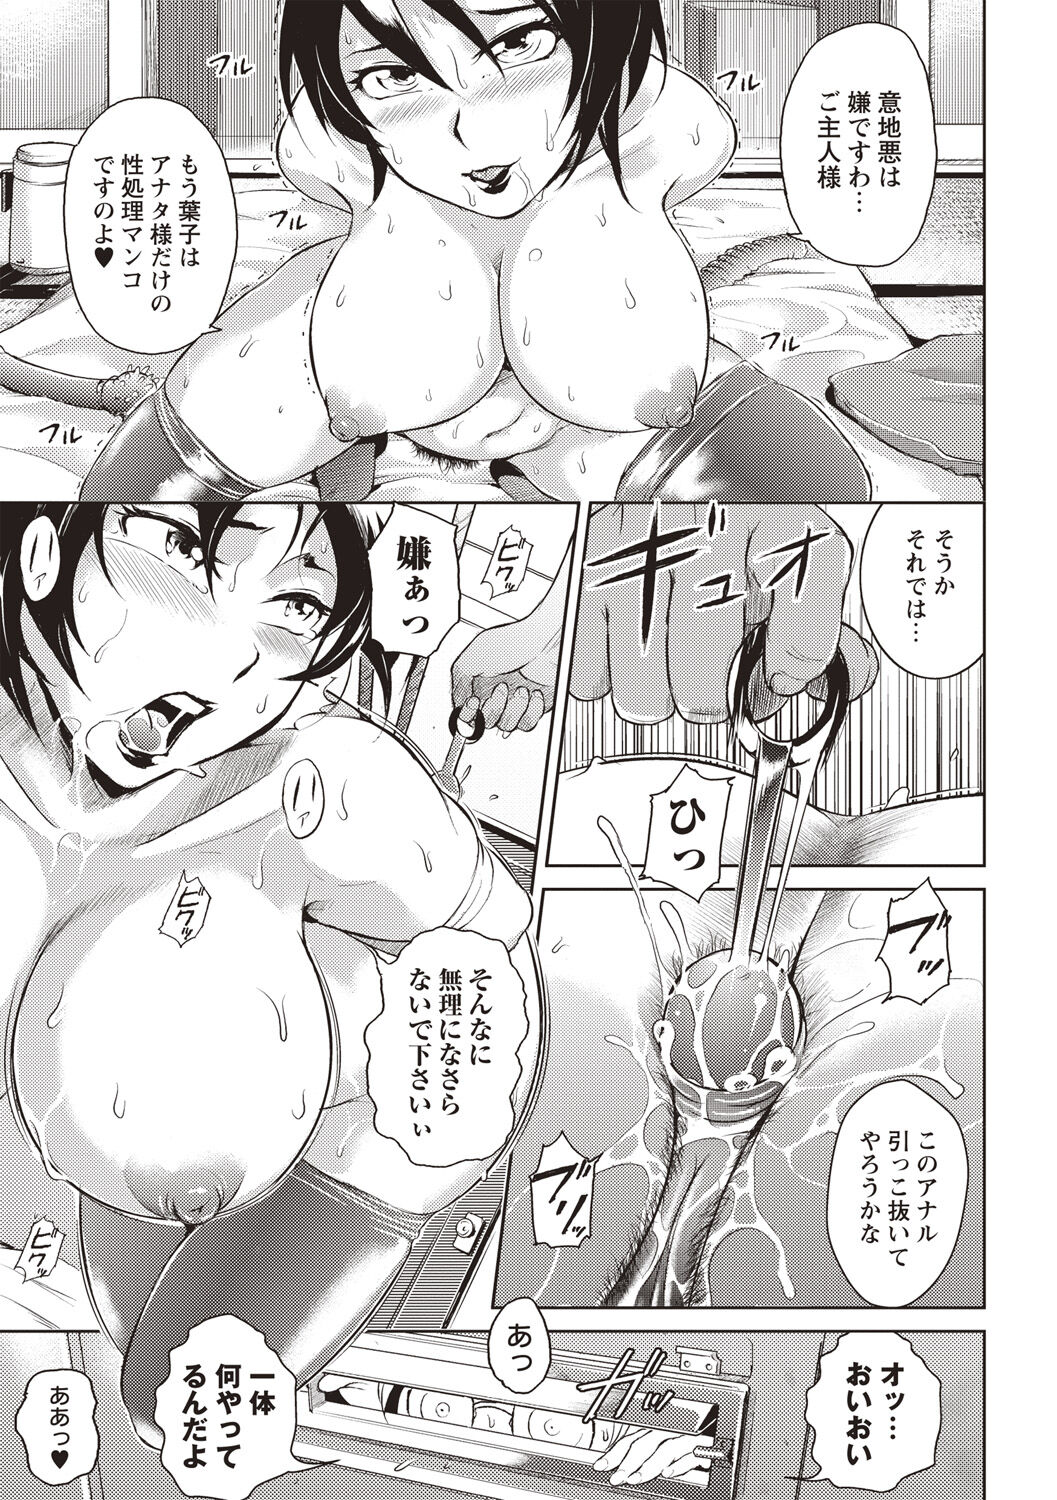 意地悪は
嫌ですわ…
ご主人様
もう葉子は
アナタ様だけの
性処理マンコ
ですのよ♥
フル
フル
フル
フル
フル
フル
そうか
それでは…
ギュオ
ひっ
嫌ぁっ
ビクッ
ビクッ
そんなに
無理になさら
ないで下さいぃ
ビクッ
ブブッ
ブリッ
このアナル
引っこ抜いて
やろうかな
オッ…
おいおい
あっ
ガッ
一体
何やって
るんだよ
ああっ♥